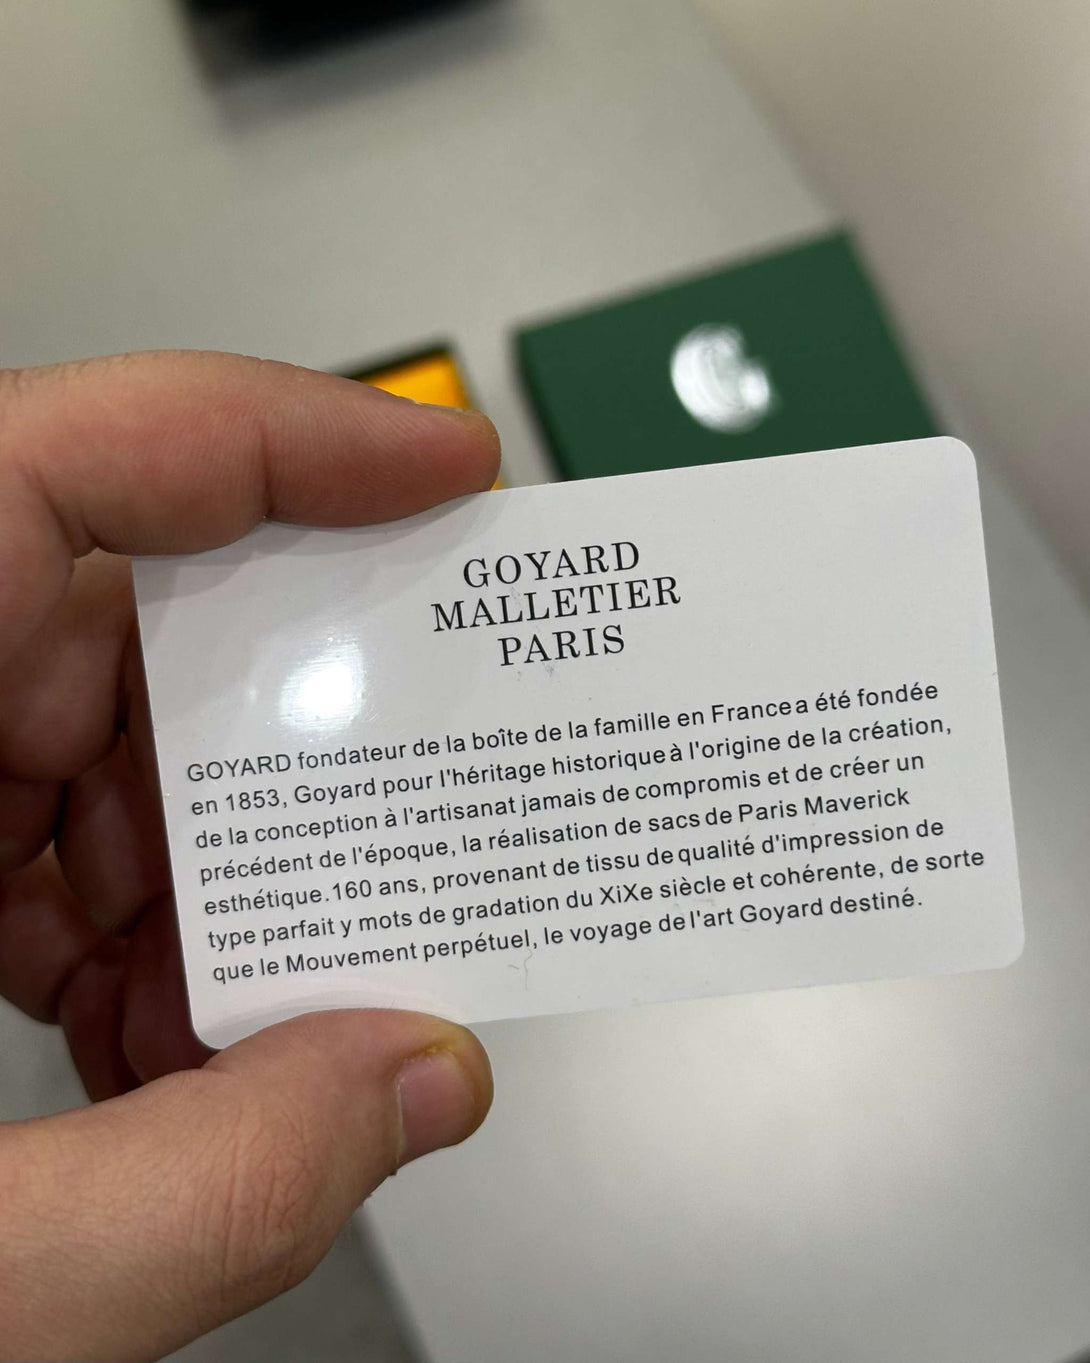 GOYARD
MALLETIER
PARIS
GOYARD fondateur de la boîte de la famille en France a été fondée
en 1853, Goyard pour l'héritage historique à l'origine de la création,
de la conception à l'artisanat jamais de compromis et de créer un
précédent de l'époque, la réalisation de sacs de Paris Maverick
esthétique.160 ans, provenant de tissu de qualité d'impression de
type parfait y mots de gradation du XiXe siècle et cohérente, de sorte
que le Mouvement perpétuel, le voyage de l'art Goyard destiné.